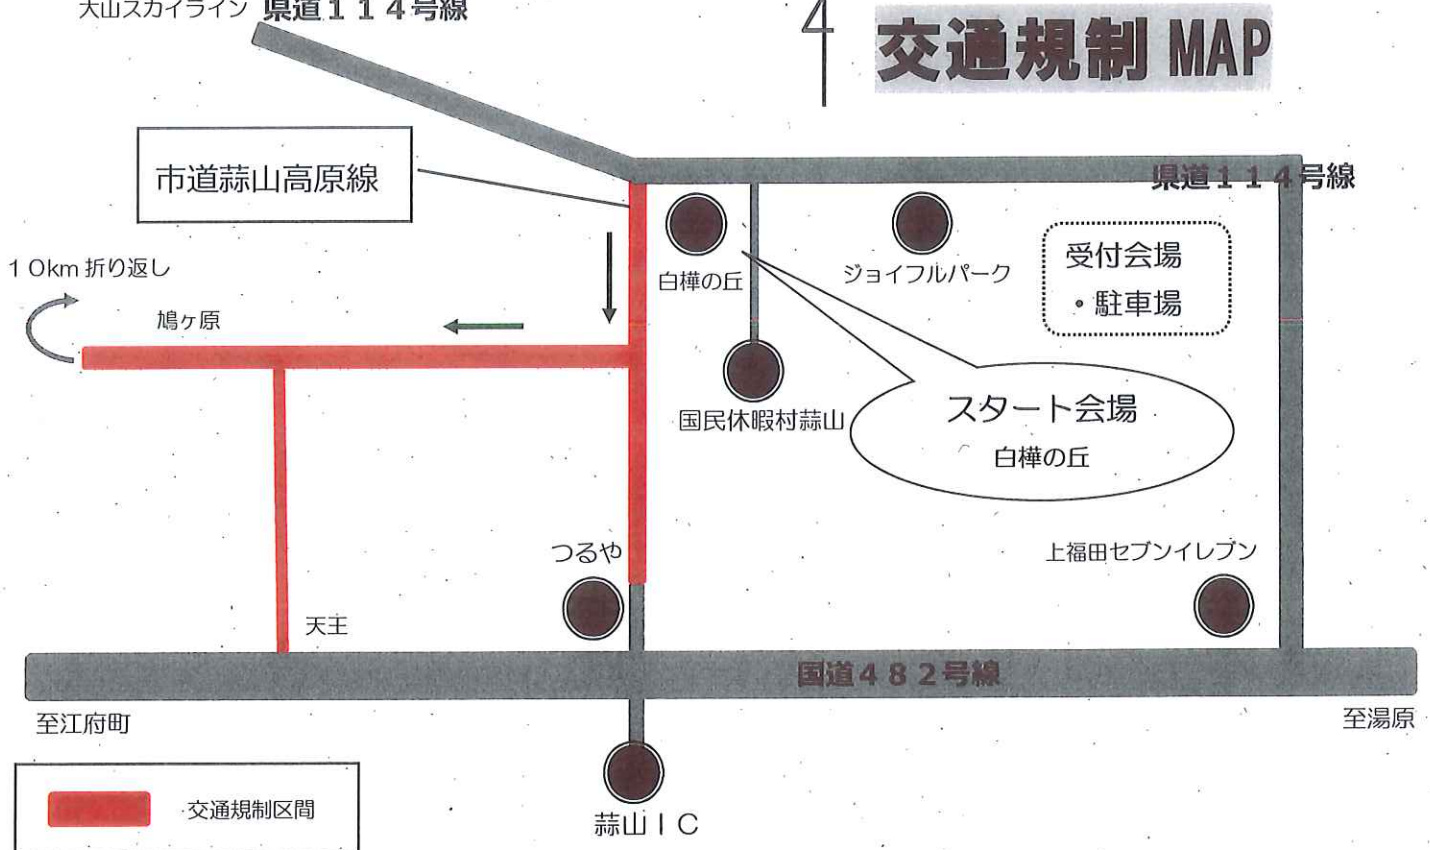 大山スカイライン 県道１１４号線
4
交通規制 MAP
市道蒜山高原線
県道１１４号線
１０km 折り返し
鳩ヶ原
白樺の丘
ジョイフルパーク
受付会場
・駐車場
国民休暇村蒜山
スタート会場
白樺の丘
つるや
上福田セブンイレブン
天王
国道４８２号線
至江府町
至湯原
交通規制区間
蒜山ＩＣ